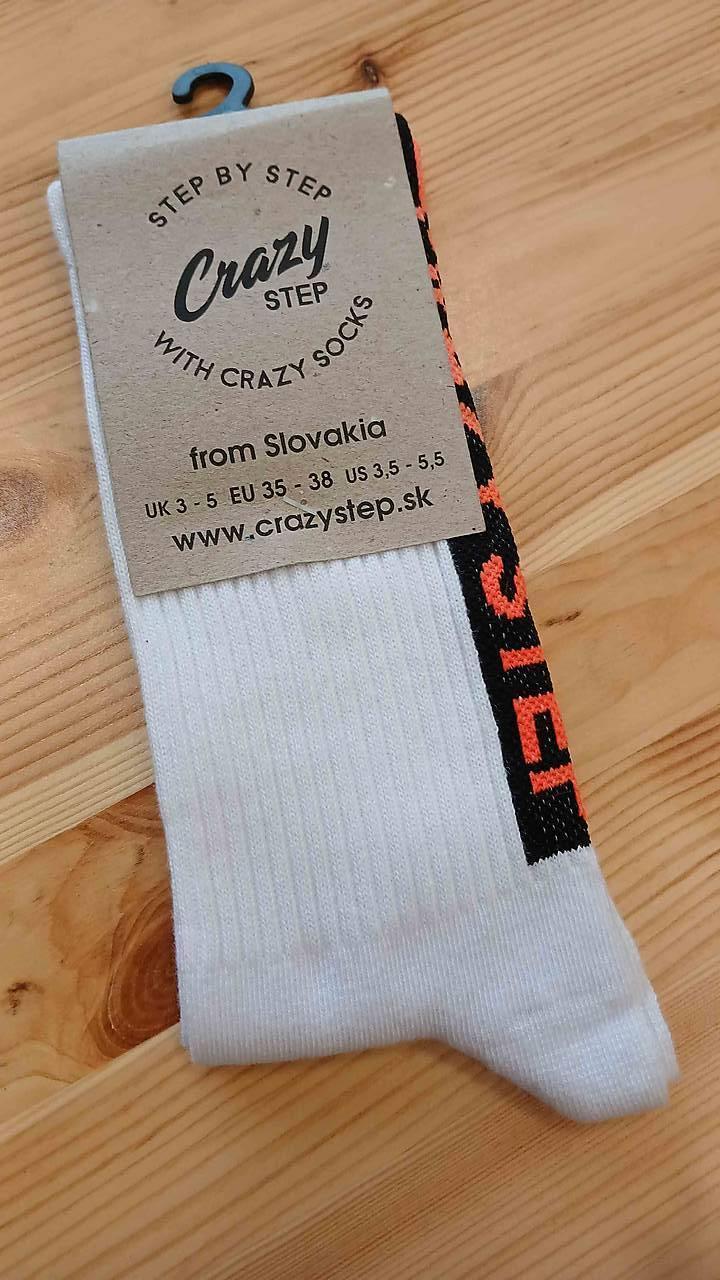 STEP BY STEP
Crazy
STEP
WITH CRAZY SOCKS
from Slovakia
UK 3 - 5 EU 35 - 38 US 3,5 - 5,5
www.crazystep.sk
STEP